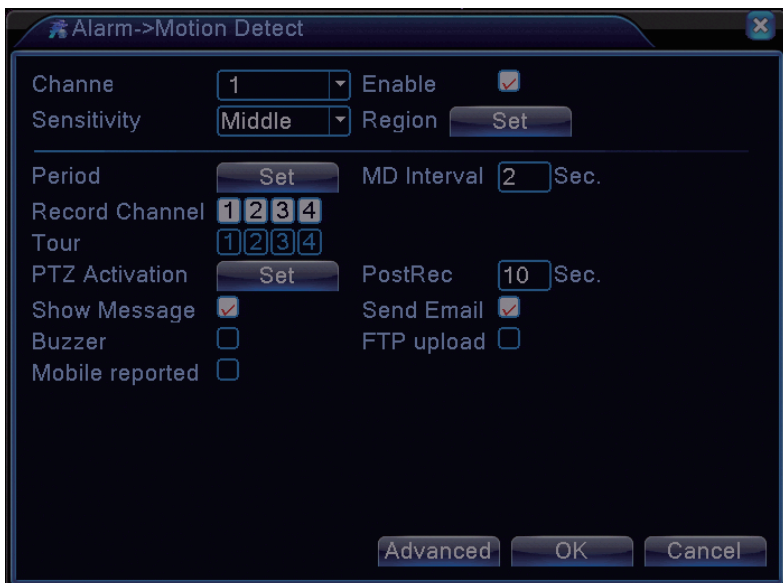 Alarm->Motion Detect
Channe 1 Enable
Sensitivity Middle Region Set
Period Set MD Interval 2 Sec.
Record Channel 1 2 3 4
Tour 1 2 3 4
PTZ Activation Set PostRec 10 Sec.
Show Message Send Email
Buzzer FTP upload
Mobile reported
Advanced OK Cancel